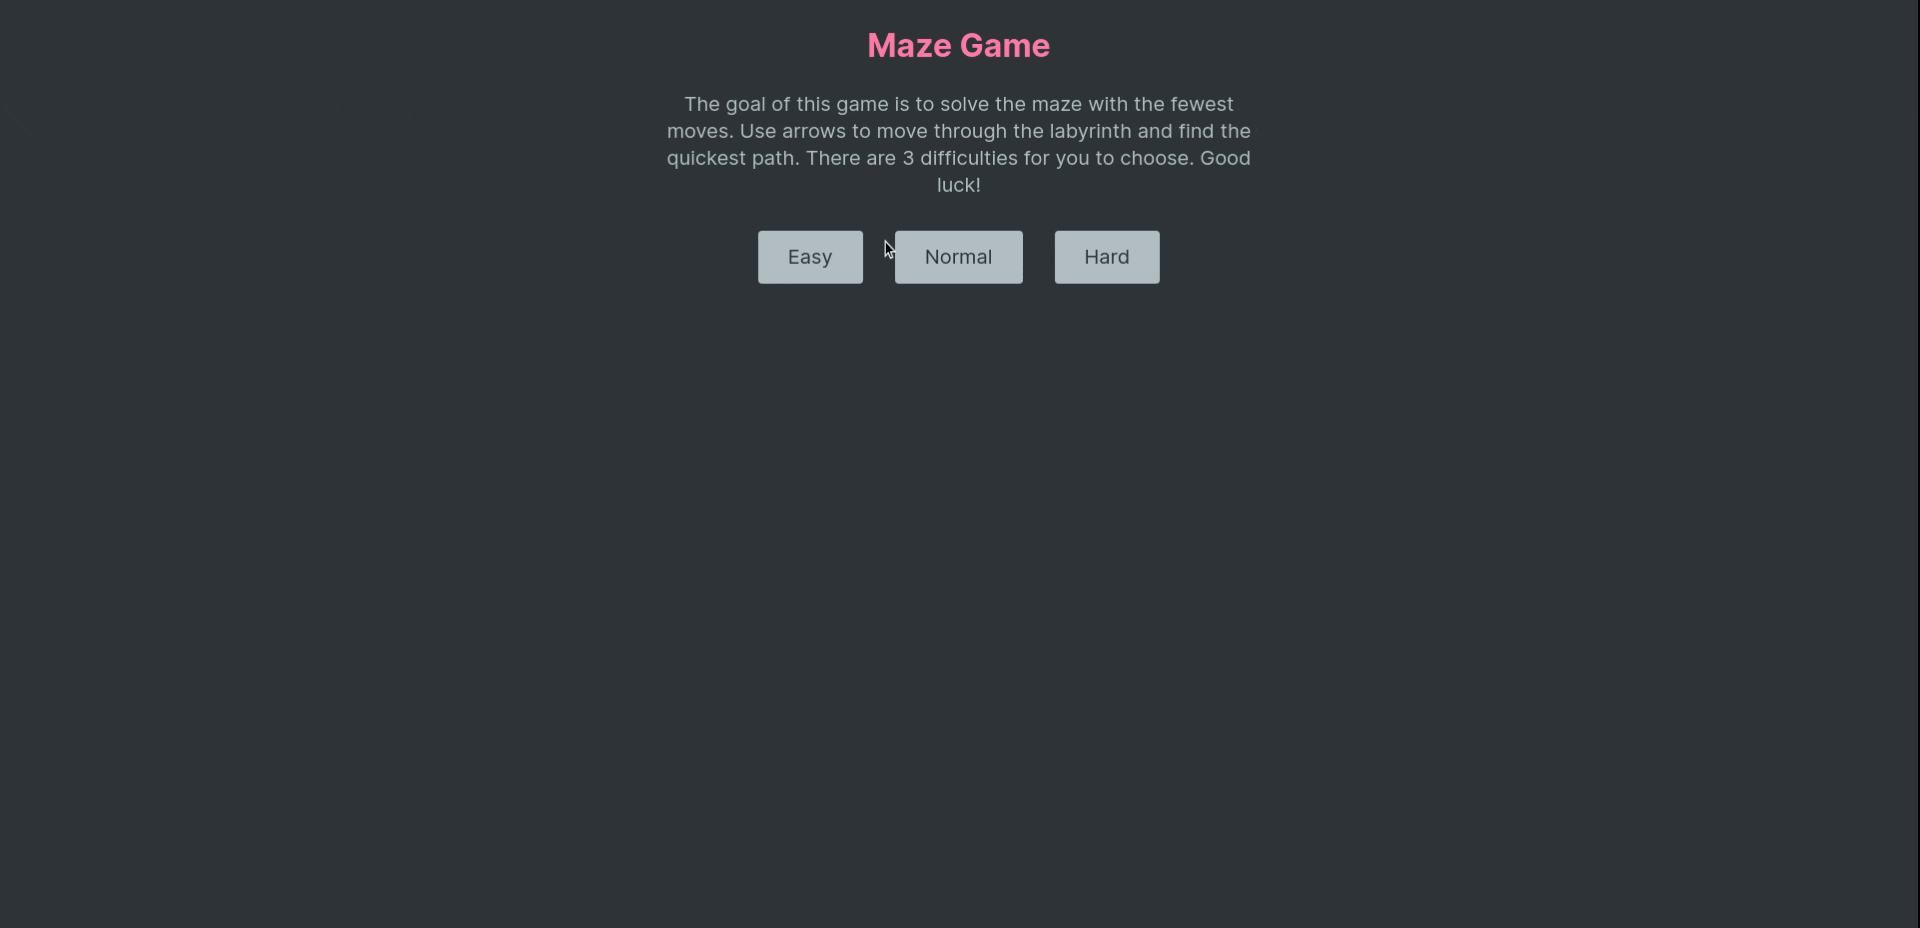 Maze Game
The goal of this game is to solve the maze with the fewest
moves. Use arrows to move through the labyrinth and find the
quickest path. There are 3 difficulties for you to choose. Good
luck!
Easy Normal Hard